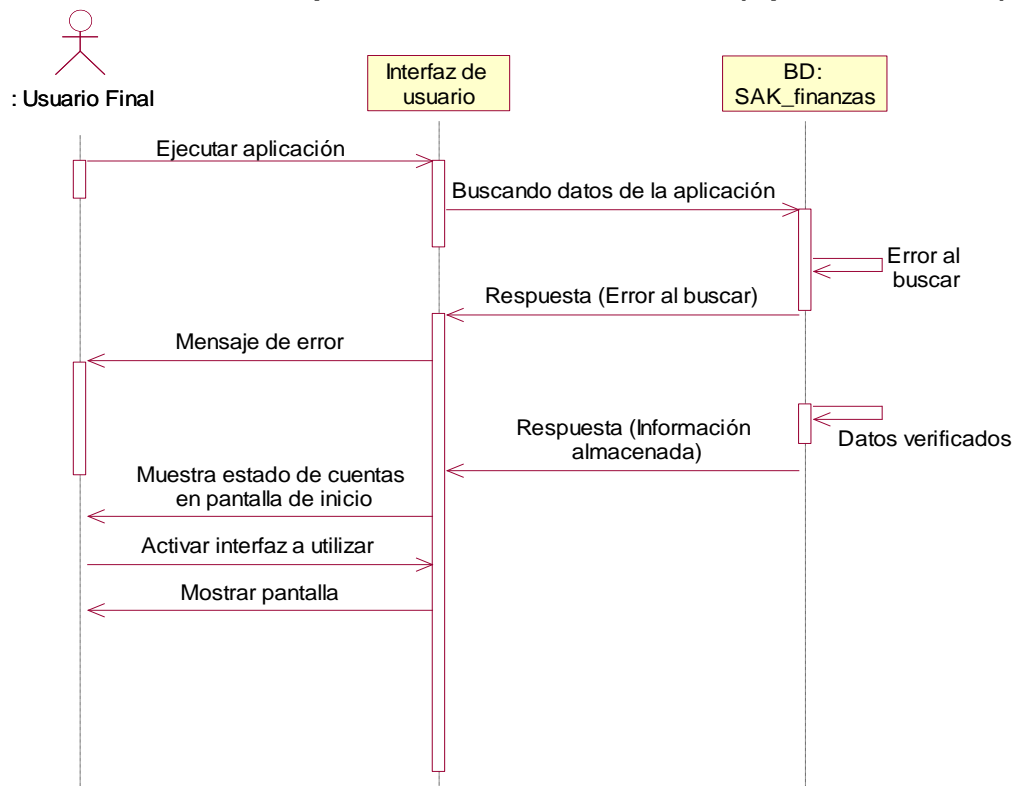 : Usuario Final
Interfaz de
usuario
BD:
SAK_finanzas
Ejecutar aplicación
Buscando datos de la aplicación
Error al
buscar
Respuesta (Error al buscar)
Mensaje de error
Datos verificados
Respuesta (Información
almacenada)
Muestra estado de cuentas
en pantalla de inicio
Activar interfaz a utilizar
Mostrar pantalla